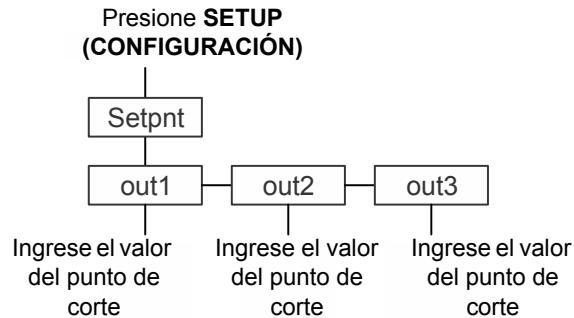 Presione SETUP
(CONFIGURACIÓN)
Setpnt
out1
out2
out3
Ingrese el valor
del punto de
corte
Ingrese el valor
del punto de
corte
Ingrese el valor
del punto de
corte